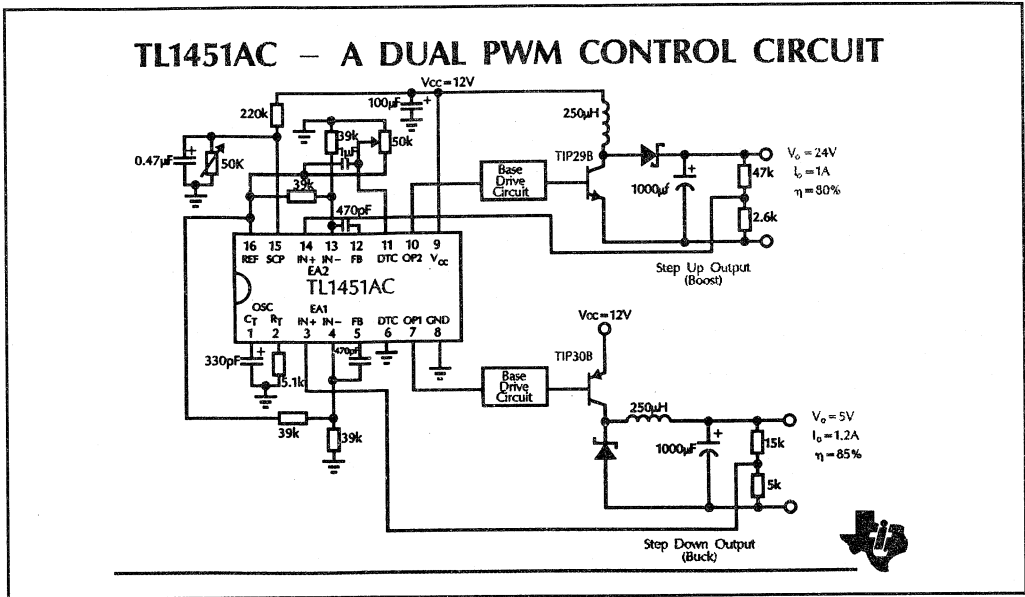 TL1451AC – A DUAL PWM CONTROL CIRCUIT
Vcc=12V
220k
100µF
+
250µH
39k
50k
1µF
0.47µF
+
50K
39k
470pF
TIP29B
Base
Drive
Circuit
1000µf
+
47k
2.6k
Vo = 24V
Io = 1A
η = 80%
Step Up Output
(Boost)
16 15 14 13 12 11 10 9
REF SCP IN+ IN- FB DTC OP2 VCC
EA2
TL1451AC
OSC EA1
CT RT IN+ IN- FB DTC OP1 GND
1 2 3 4 5 6 7 8
330pF
+
5.1k
470pF
39k
39k
Vcc=12V
TIP30B
Base
Drive
Circuit
250µH
1000µF
+
15k
5k
Vo = 5V
Io = 1.2A
η = 85%
Step Down Output
(Buck)
i